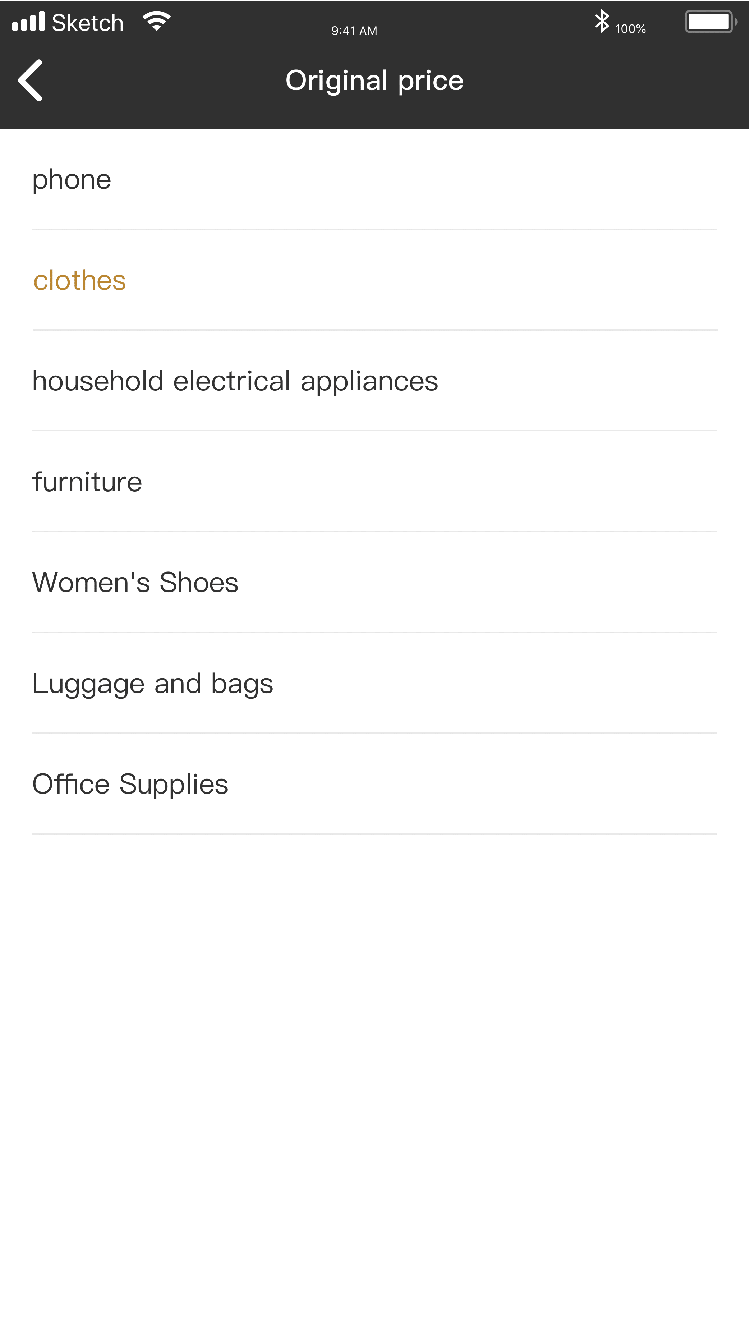 Sketch 9:41 AM 100%
Original price
phone
clothes
household electrical appliances
furniture
Women's Shoes
Luggage and bags
Office Supplies